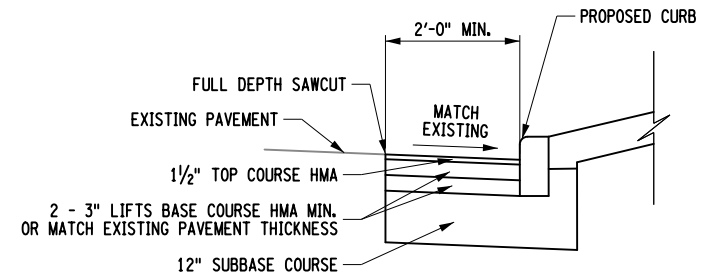 PROPOSED CURB
2'-0" MIN.
FULL DEPTH SAWCUT
MATCH
EXISTING
EXISTING PAVEMENT
1½" TOP COURSE HMA
2 - 3" LIFTS BASE COURSE HMA MIN.
OR MATCH EXISTING PAVEMENT THICKNESS
12" SUBBASE COURSE